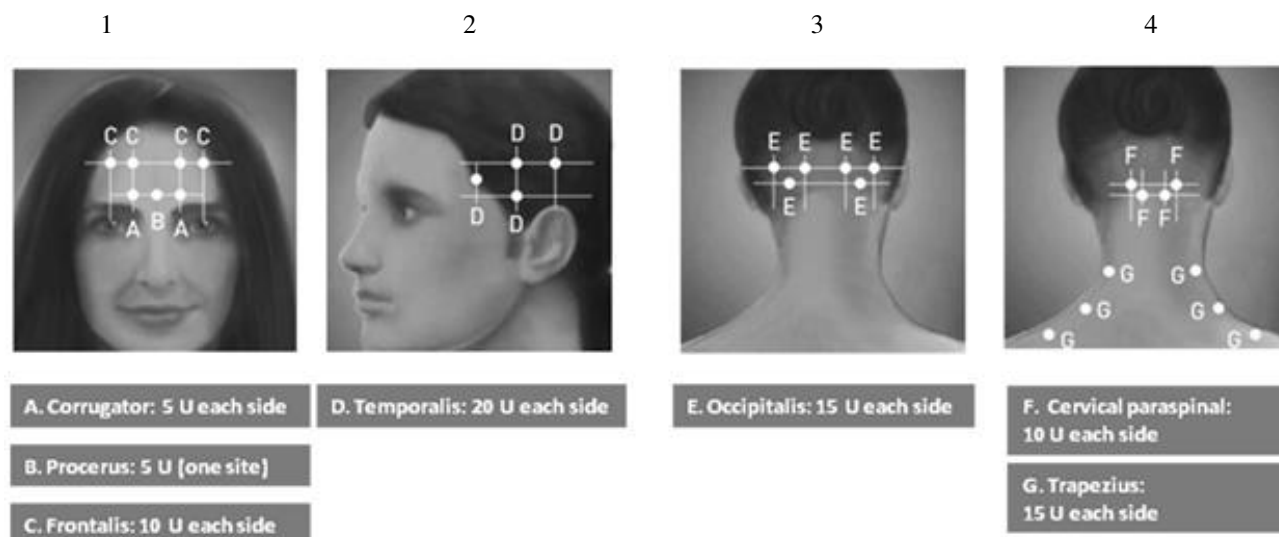 1 2 3 4
C C C C
A B A
D D
D D
E E E E
E E
F F
F F
G G
G G
G G
A. Corrugator: 5 U each side
B. Procerus: 5 U (one site)
C. Frontalis: 10 U each side
D. Temporalis: 20 U each side
E. Occipitalis: 15 U each side
F. Cervical paraspinal:
10 U each side
G. Trapezius:
15 U each side